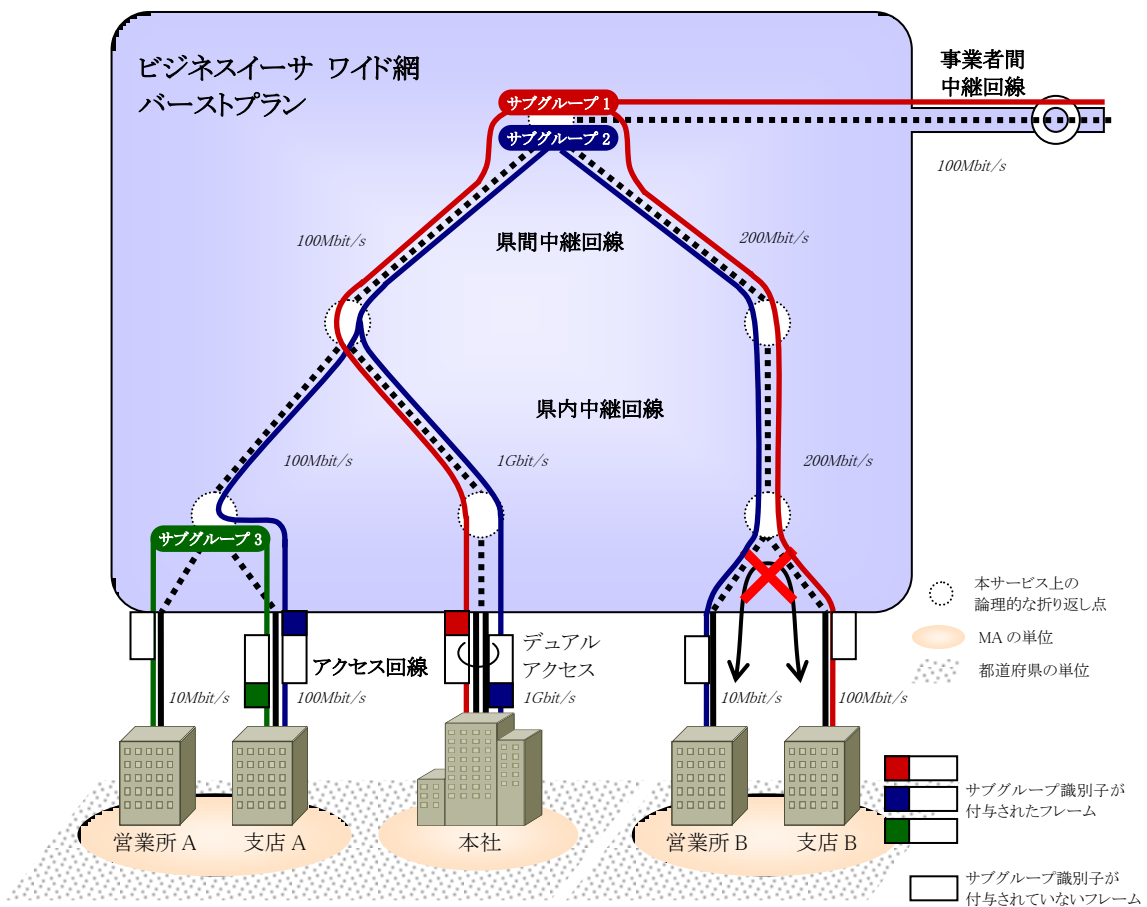 ビジネスイーサ ワイド網
バーストプラン
事業者間
中継回線
サブグループ 1
サブグループ 2
100Mbit/s
100Mbit/s
県間中継回線
200Mbit/s
県内中継回線
100Mbit/s
1Gbit/s
200Mbit/s
サブグループ 3
本サービス上の
論理的な折り返し点
MA の単位
都道府県の単位
デュアル
アクセス
アクセス回線
10Mbit/s
100Mbit/s
1Gbit/s
10Mbit/s
100Mbit/s
サブグループ識別子が
付与されたフレーム
営業所 A
支店 A
本社
営業所 B
支店 B
サブグループ識別子が
付与されていないフレーム